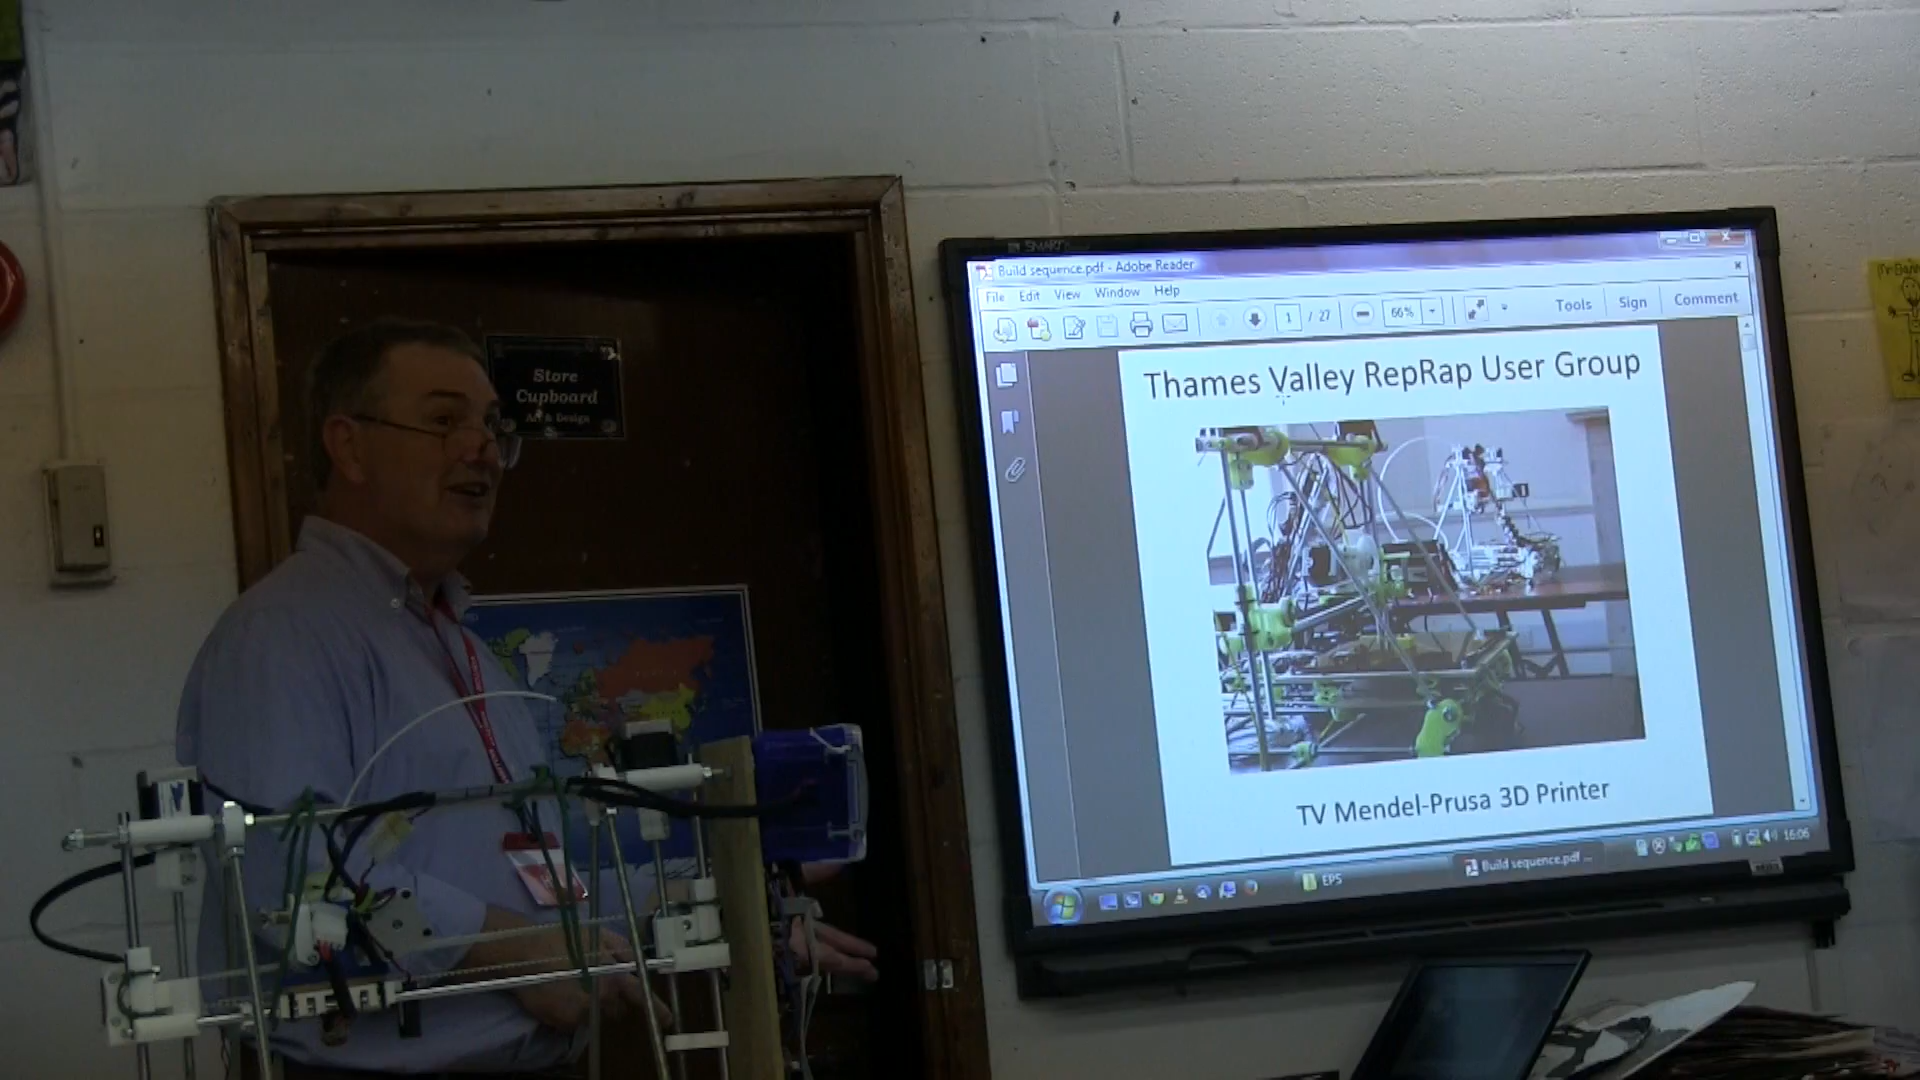 Store
Cupboard
Art & Design
SMART
Build sequence.pdf - Adobe Reader
File Edit View Window Help
1 / 27
66%
Tools Sign Comment
Thames Valley RepRap User Group
TV Mendel-Prusa 3D Printer
EPS
Build sequence.pdf ...
16:06